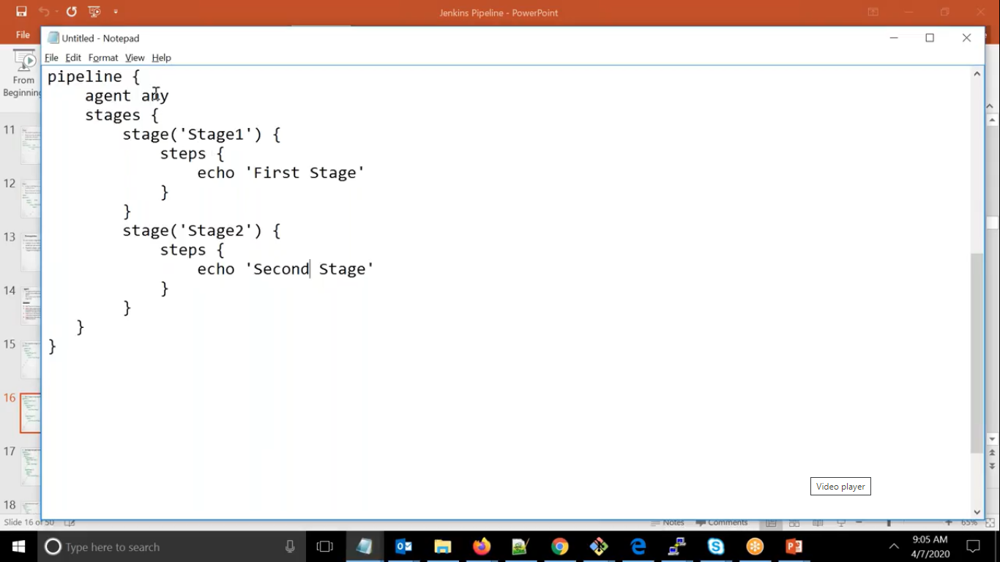 Jenkins Pipeline - PowerPoint
File
From
Beginning
Untitled - Notepad
File Edit Format View Help
pipeline {
agent any
stages {
stage('Stage1') {
steps {
echo 'First Stage'
}
}
stage('Stage2') {
steps {
echo 'Second Stage'
}
}
}
}
11
12
13
14
15
16
17
18
Video player
Slide 16 of 50
Notes
Comments
65%
Type here to search
9:05 AM
4/7/2020